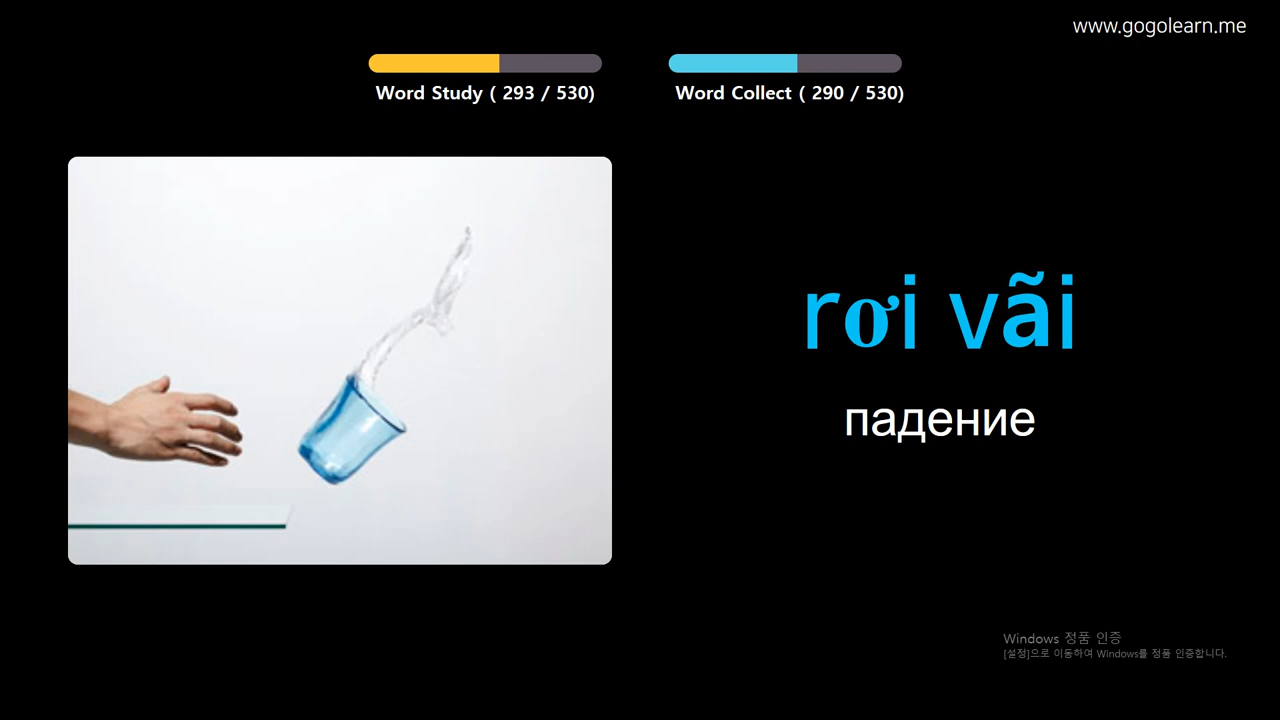 www.gogolearn.me
Word Study ( 293 / 530)
Word Collect ( 290 / 530)
rơi vãi
падение
Windows 정품 인증
[설정]으로 이동하여 Windows를 정품 인증합니다.